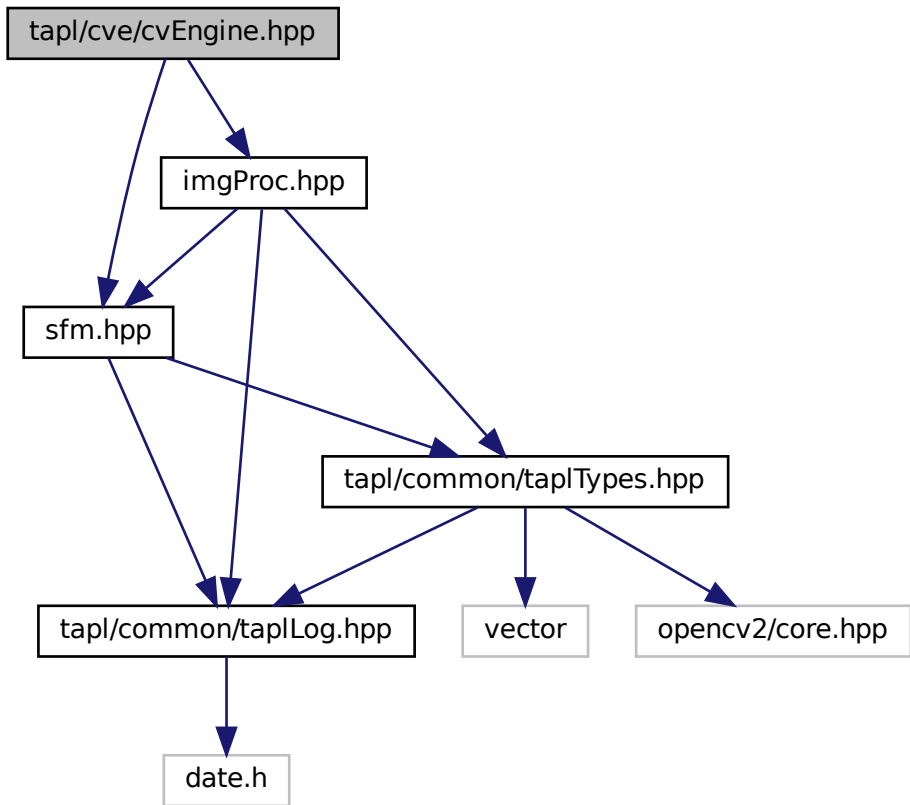 tapl/cve/cvEngine.hpp
imgProc.hpp
sfm.hpp
tapl/common/taplTypes.hpp
tapl/common/taplLog.hpp
vector
opencv2/core.hpp
date.h